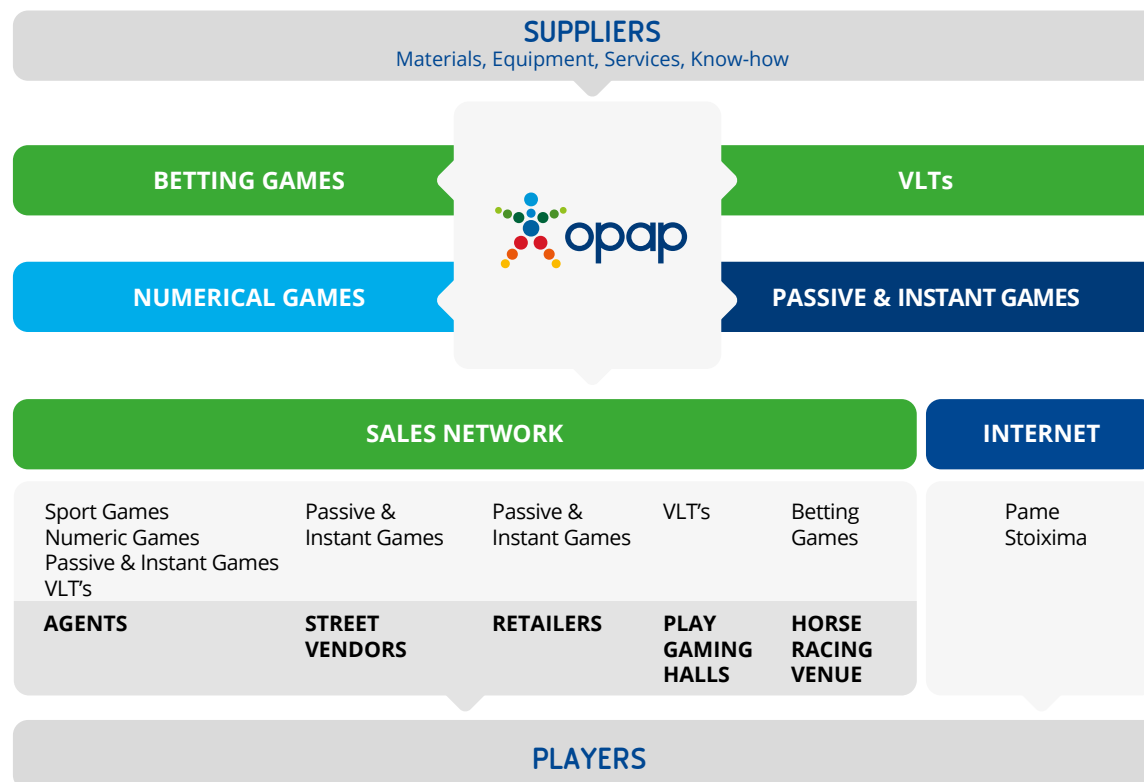 SUPPLIERS
Materials, Equipment, Services, Know-how
BETTING GAMES
VLTs
opap
NUMERICAL GAMES
PASSIVE & INSTANT GAMES
SALES NETWORK
INTERNET
Sport Games
Numeric Games
Passive & Instant Games
VLT's
AGENTS
Passive &
Instant Games
STREET
VENDORS
Passive &
Instant Games
RETAILERS
VLT's
PLAY
GAMING
HALLS
Betting
Games
HORSE
RACING
VENUE
Pame
Stoixima
PLAYERS